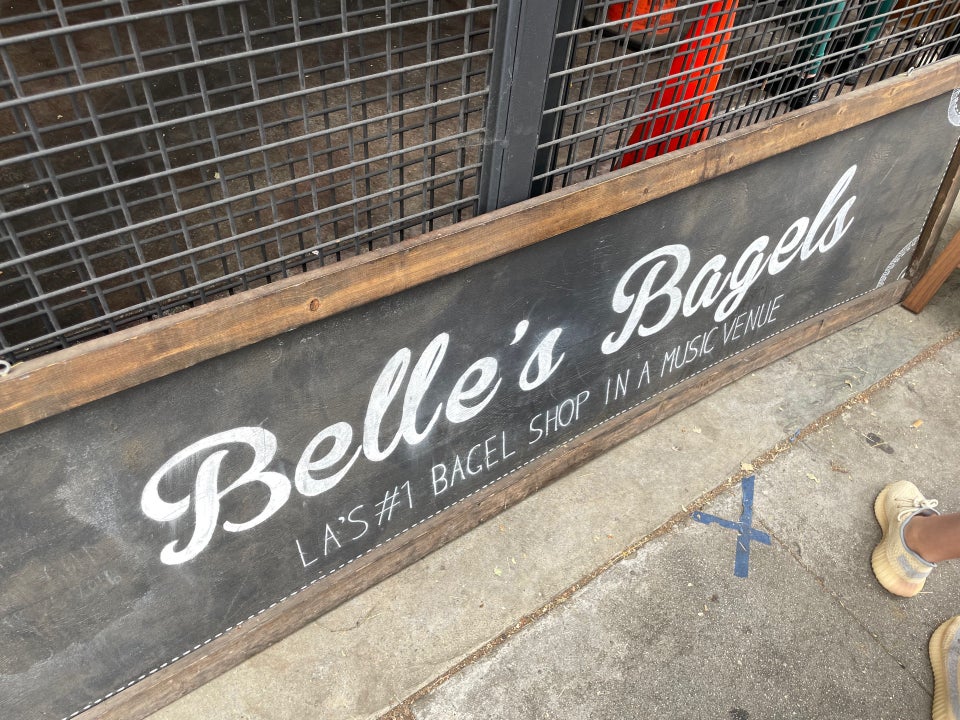 Belle's Bagels
LA'S #1 BAGEL SHOP IN A MUSIC VENUE